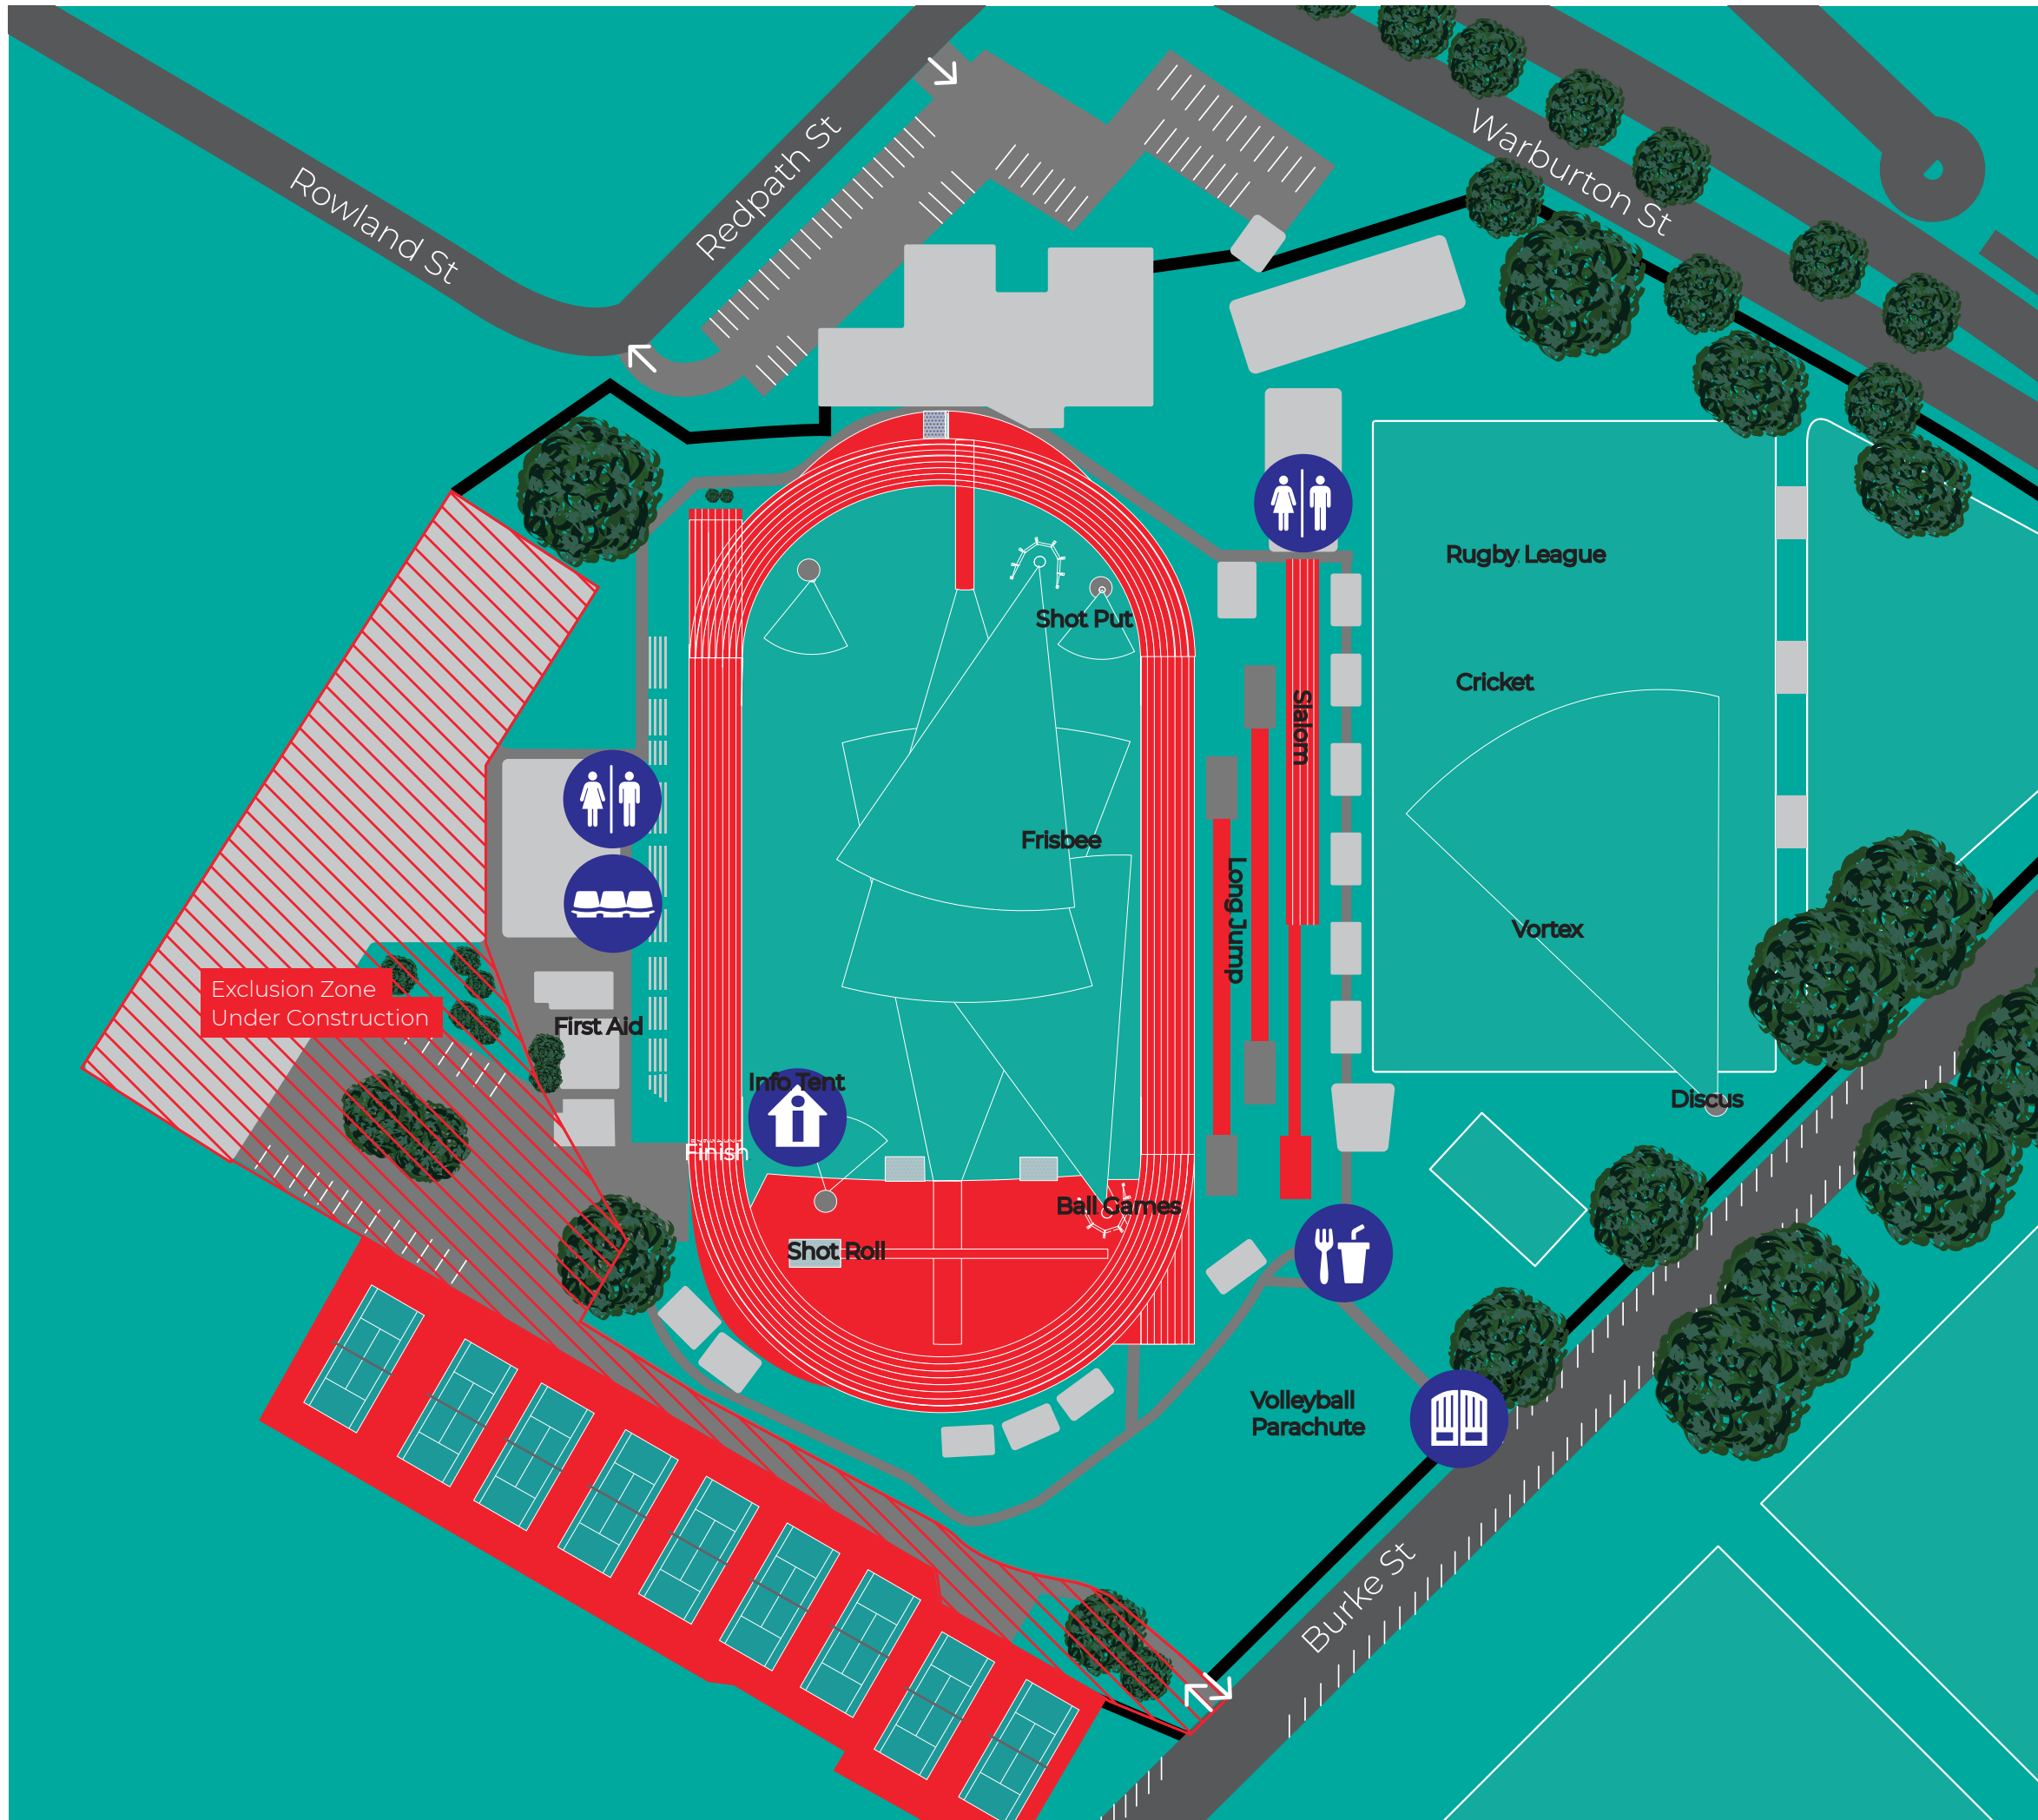 Rowland St
Redpath St
Warburton St
Rugby League
Shot Put
Cricket
Slalom
Frisbee
Long Jump
Vortex
Exclusion Zone
Under Construction
First Aid
Info Tent
Discus
Finish
Ball Games
Shot Roll
Volleyball
Parachute
Burke St